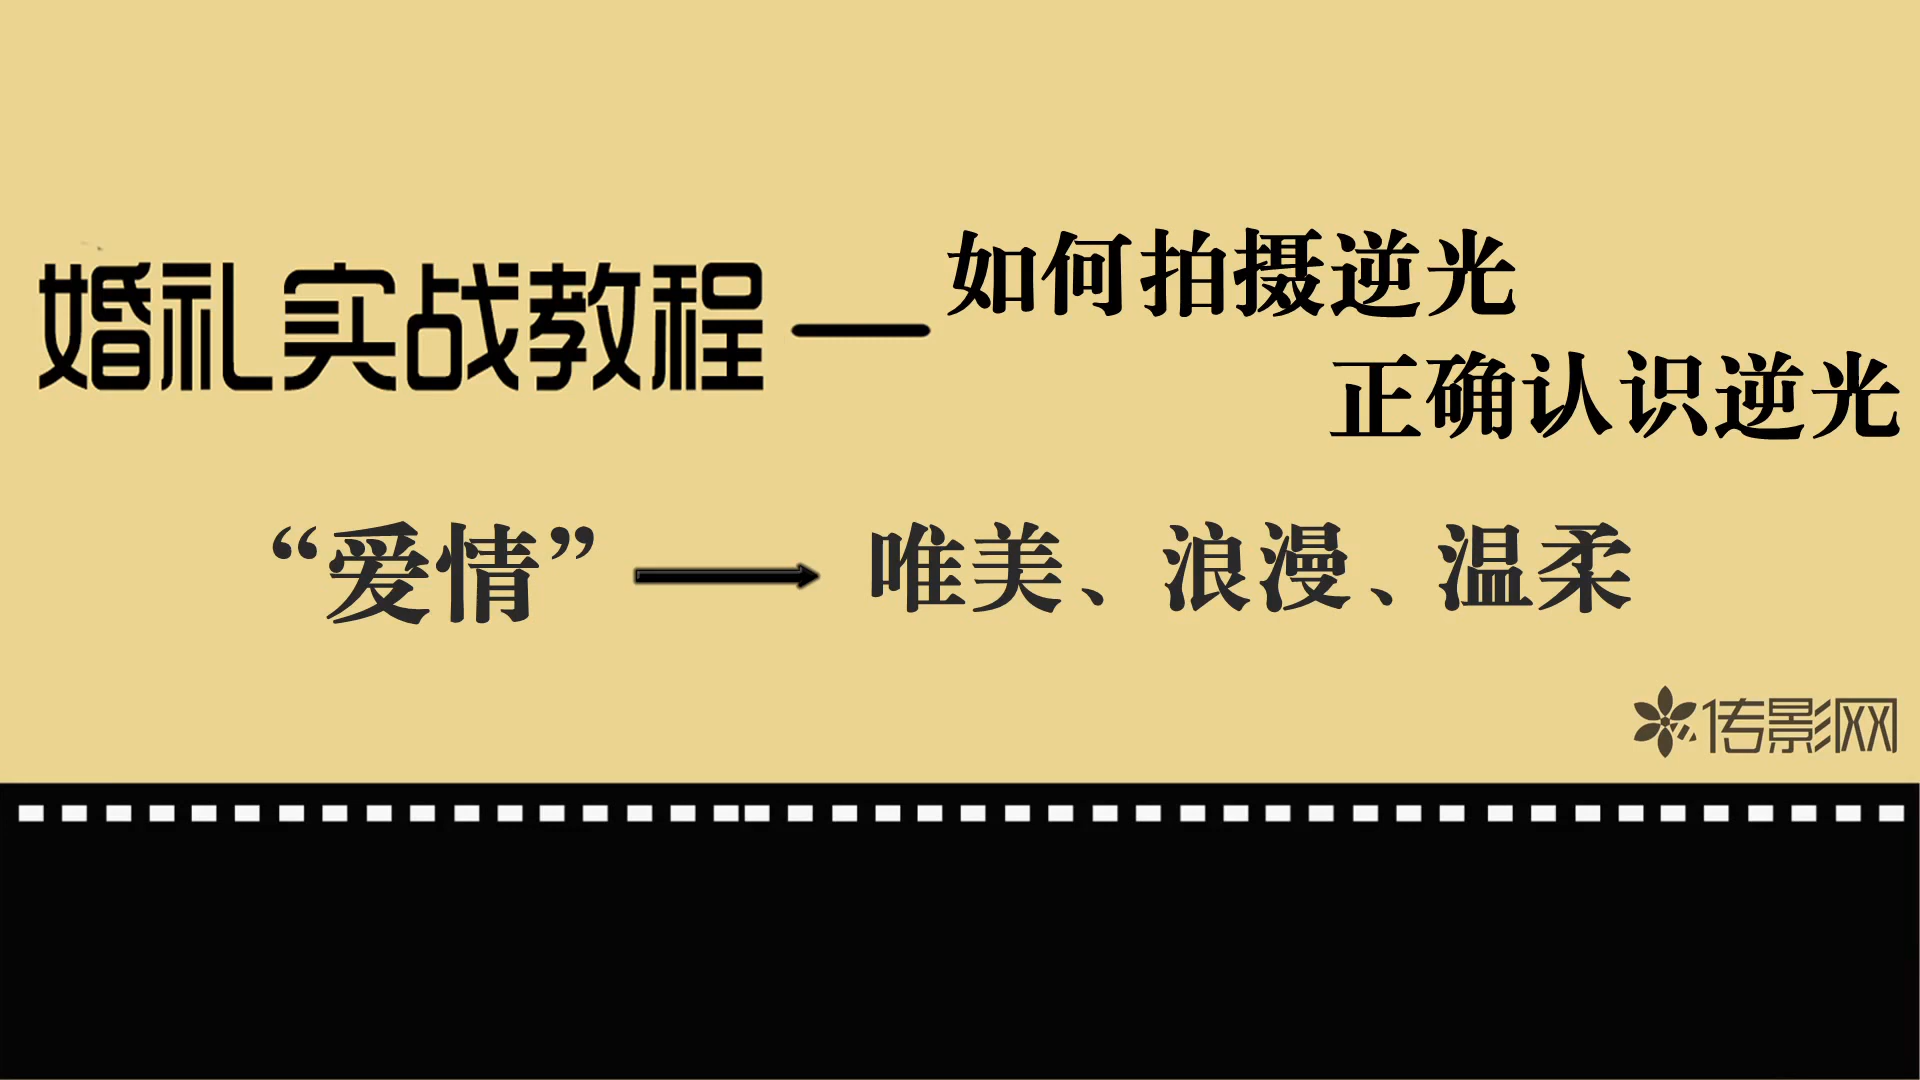 婚礼实战教程—如何拍摄逆光
正确认识逆光
“爱情”→唯美、浪漫、温柔
传影网